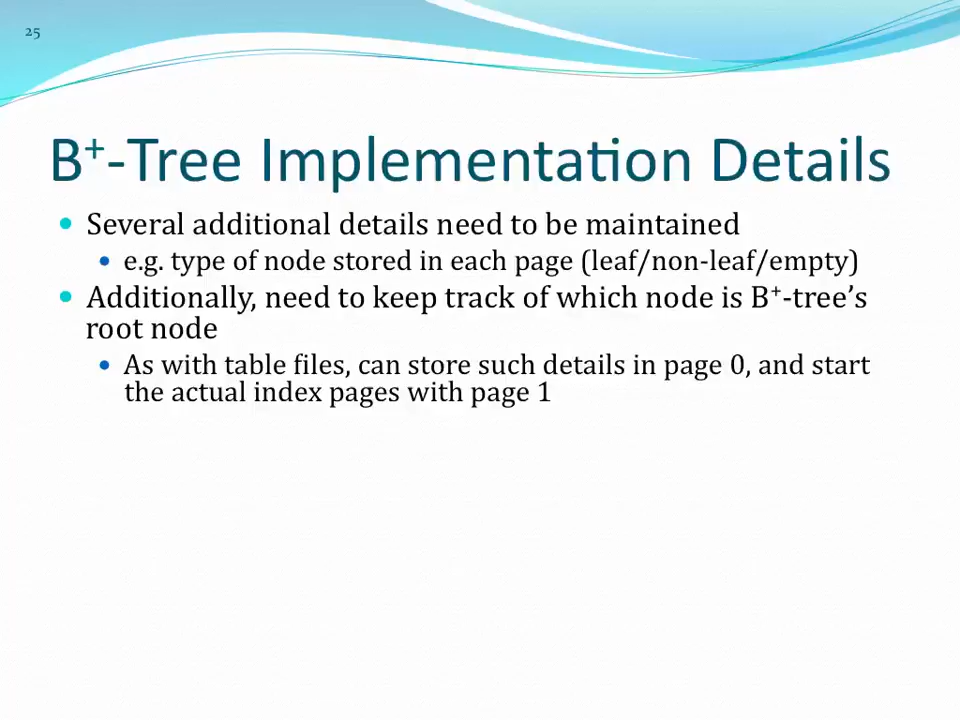 25
B⁺-Tree Implementation Details
• Several additional details need to be maintained
• e.g. type of node stored in each page (leaf/non-leaf/empty)
• Additionally, need to keep track of which node is B⁺-tree’s
root node
• As with table files, can store such details in page 0, and start
the actual index pages with page 1